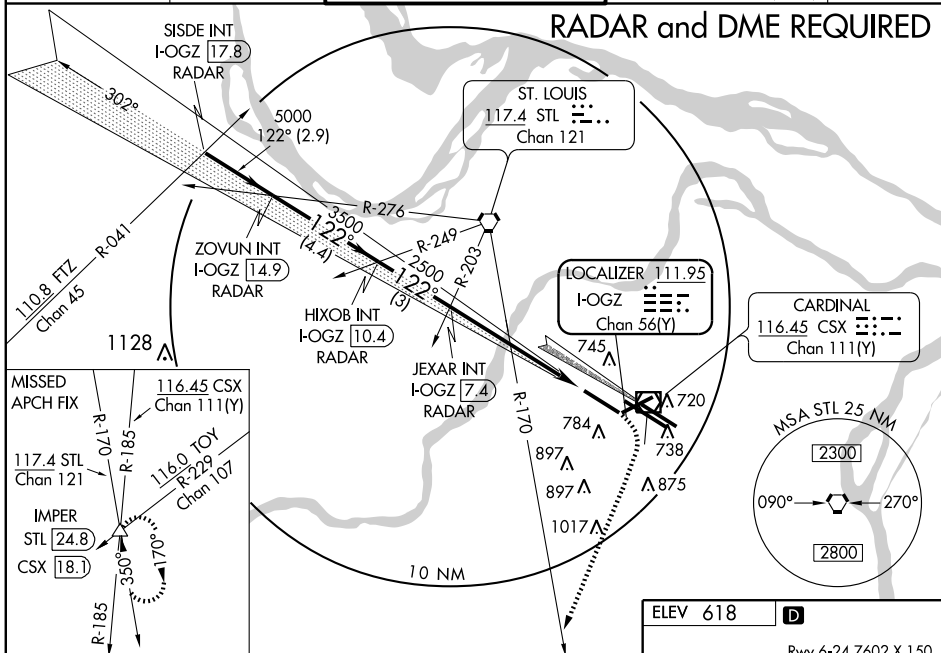 RADAR and DME REQUIRED
SISDE INT
I-OGZ 17.8
RADAR
302°
5000
122° (2.9)
ST. LOUIS
117.4 STL
Chan 121
R-276
3500
122°
(4.4)
R-249
2500
122°
(3)
R-203
R-041
110.8 FTZ
Chan 45
ZOVUN INT
I-OGZ 14.9
RADAR
HIXOB INT
I-OGZ 10.4
RADAR
JEXAR INT
I-OGZ 7.4
RADAR
LOCALIZER 111.95
I-OGZ
Chan 56(Y)
CARDINAL
116.45 CSX
Chan 111(Y)
1128
745
720
784
738
R-170
897
897
875
1017
10 NM
MISSED
APCH FIX
116.45 CSX
Chan 111(Y)
R-170
R-185
117.4 STL
Chan 121
116.0 TOY
R-229
Chan 107
IMPER
STL 24.8
CSX 18.1
350°
170°
R-185
MSA STL 25 NM
2300
090°
270°
2800
ELEV 618
D
Rwy 6-24 7602 X 150